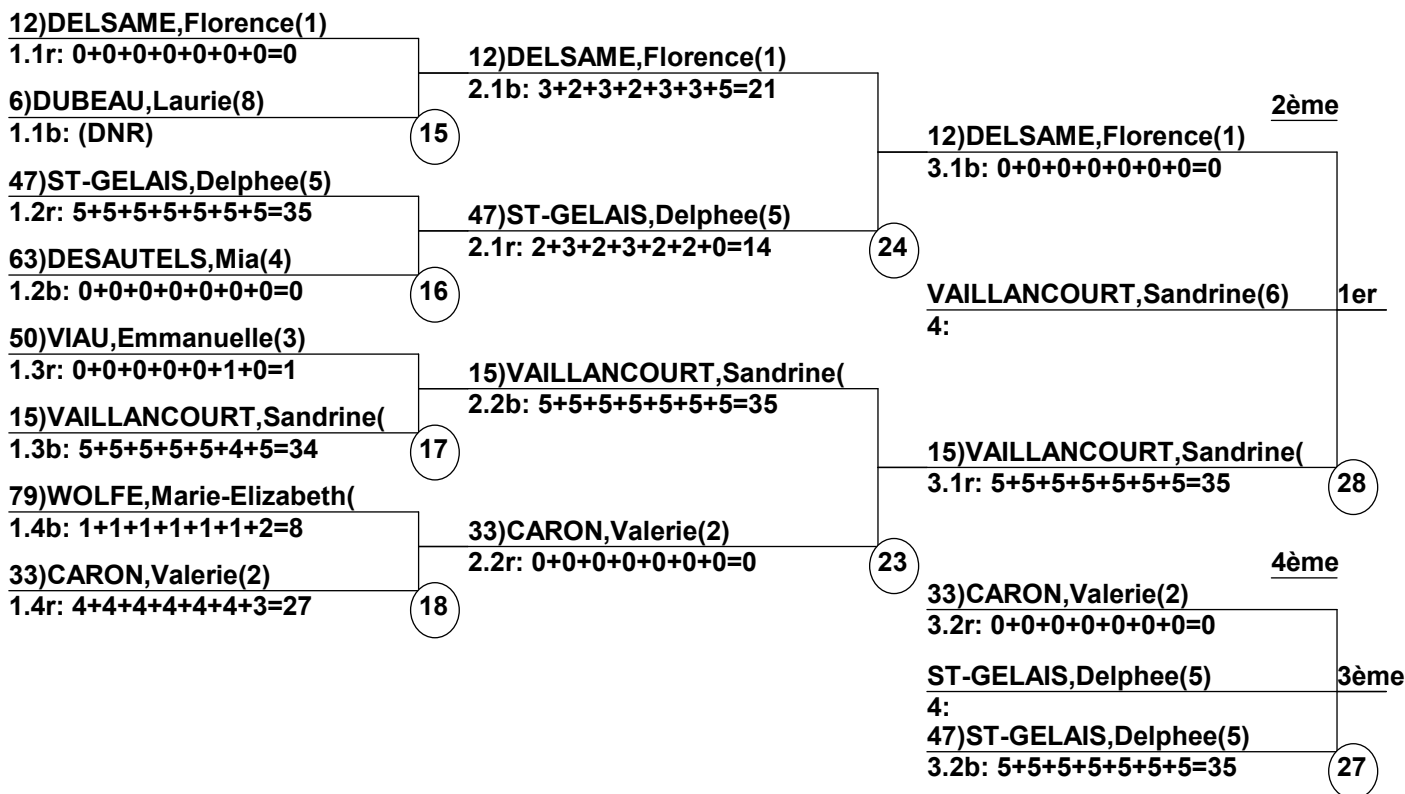 12)DELSAME,Florence(1)
1.1r: 0+0+0+0+0+0+0=0
6)DUBEAU,Laurie(8)
1.1b: (DNR)
15
47)ST-GELAIS,Delphee(5)
1.2r: 5+5+5+5+5+5+5=35
63)DESAUTELS,Mia(4)
1.2b: 0+0+0+0+0+0+0=0
16
50)VIAU,Emmanuelle(3)
1.3r: 0+0+0+0+0+1+0=1
15)VAILLANCOURT,Sandrine(
1.3b: 5+5+5+5+5+4+5=34
17
79)WOLFE,Marie-Elizabeth(
1.4b: 1+1+1+1+1+1+2=8
33)CARON,Valerie(2)
1.4r: 4+4+4+4+4+4+3=27
18
12)DELSAME,Florence(1)
2.1b: 3+2+3+2+3+3+5=21
47)ST-GELAIS,Delphee(5)
2.1r: 2+3+2+3+2+2+0=14
24
15)VAILLANCOURT,Sandrine(
2.2b: 5+5+5+5+5+5+5=35
33)CARON,Valerie(2)
2.2r: 0+0+0+0+0+0+0=0
23
2ème
12)DELSAME,Florence(1)
3.1b: 0+0+0+0+0+0+0=0
VAILLANCOURT,Sandrine(6) 1er
4:
15)VAILLANCOURT,Sandrine(
3.1r: 5+5+5+5+5+5+5=35
28
4ème
33)CARON,Valerie(2)
3.2r: 0+0+0+0+0+0+0=0
ST-GELAIS,Delphee(5) 3ème
4:
47)ST-GELAIS,Delphee(5)
3.2b: 5+5+5+5+5+5+5=35
27